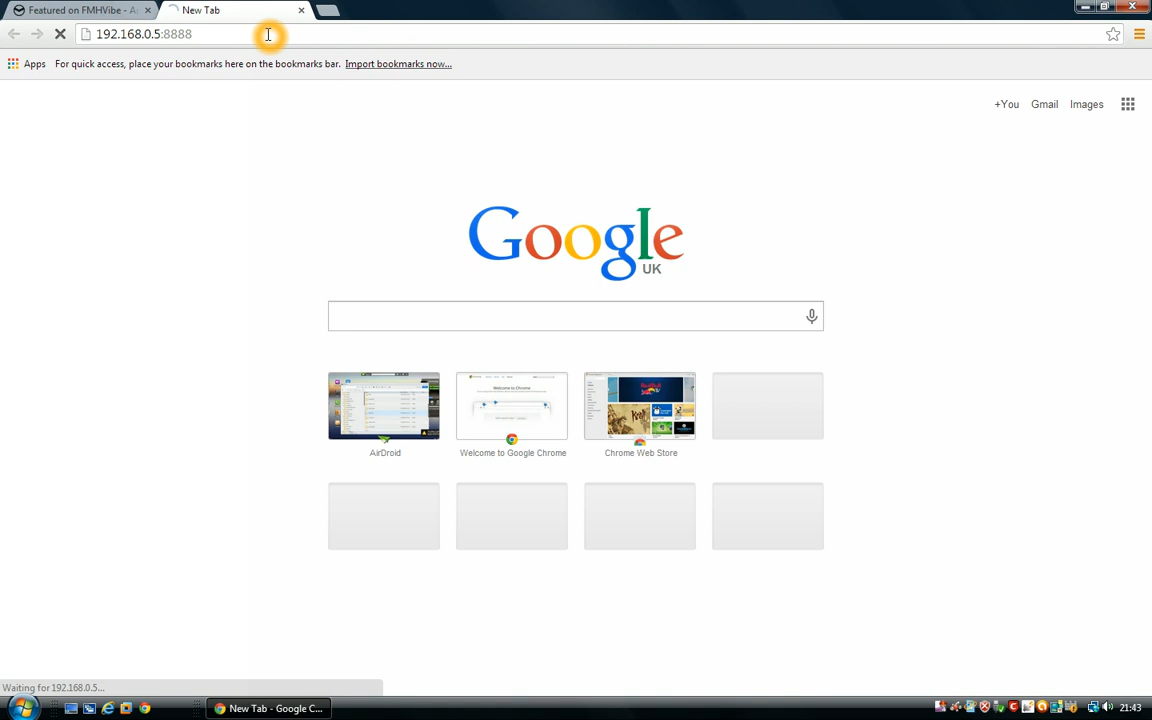 Featured on FMHVibe - A
New Tab
192.168.0.5:8888
Apps
For quick access, place your bookmarks here on the bookmarks bar. Import bookmarks now...
+You Gmail Images
Google
UK
AirDroid
Welcome to Google Chrome
Chrome Web Store
Waiting for 192.168.0.5...
New Tab - Google C...
21:43